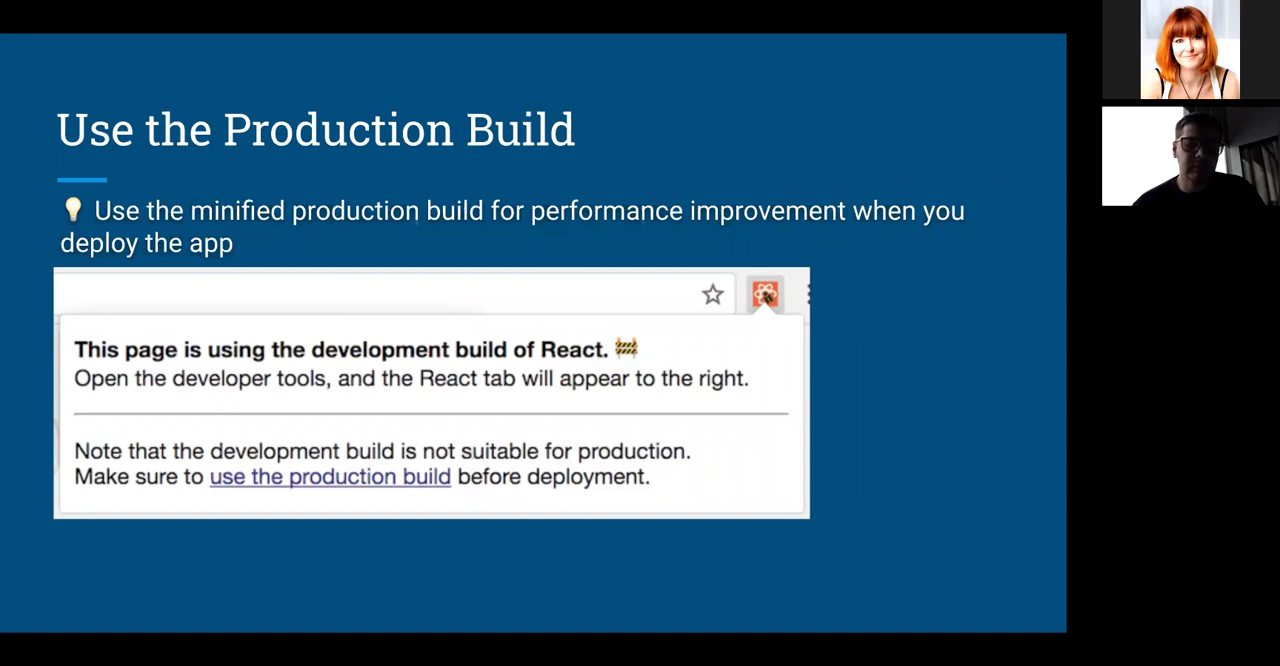 Use the Production Build
💡 Use the minified production build for performance improvement when you
deploy the app
This page is using the development build of React. 🚧
Open the developer tools, and the React tab will appear to the right.
Note that the development build is not suitable for production.
Make sure to use the production build before deployment.